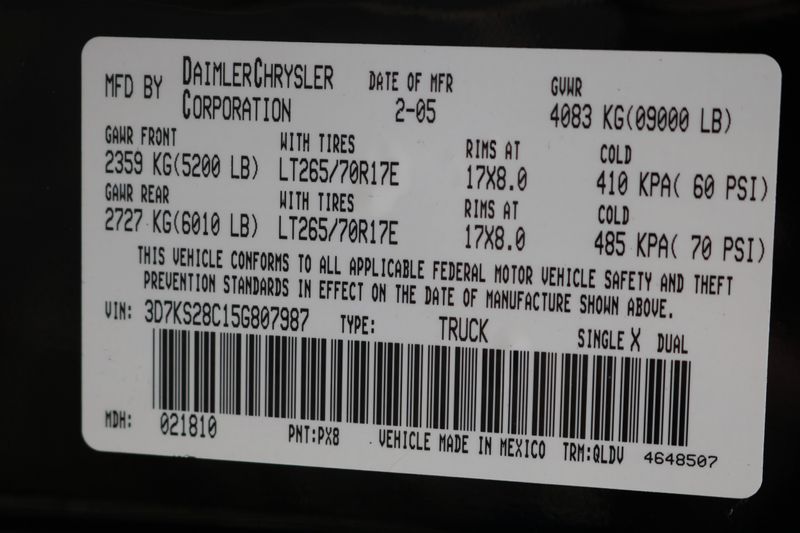 MFD BY DAIMLERCHRYSLER CORPORATION DATE OF MFR 2-05 GVWR 4083 KG(09000 LB)
GAWR FRONT WITH TIRES RIMS AT COLD
2359 KG(5200 LB) LT265/70R17E 17X8.0 410 KPA( 60 PSI)
GAWR REAR WITH TIRES RIMS AT COLD
2727 KG(6010 LB) LT265/70R17E 17X8.0 485 KPA( 70 PSI)
THIS VEHICLE CONFORMS TO ALL APPLICABLE FEDERAL MOTOR VEHICLE SAFETY AND THEFT
PREVENTION STANDARDS IN EFFECT ON THE DATE OF MANUFACTURE SHOWN ABOVE.
VIN: 3D7KS28C15G807987 TYPE: TRUCK SINGLE X DUAL
MDH: 021810 PNT:PX8 VEHICLE MADE IN MEXICO TRM:QLDV 4648507